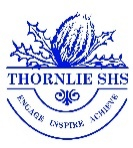 THORNLIE SHS
ENGAGE INSPIRE ACHIEVE